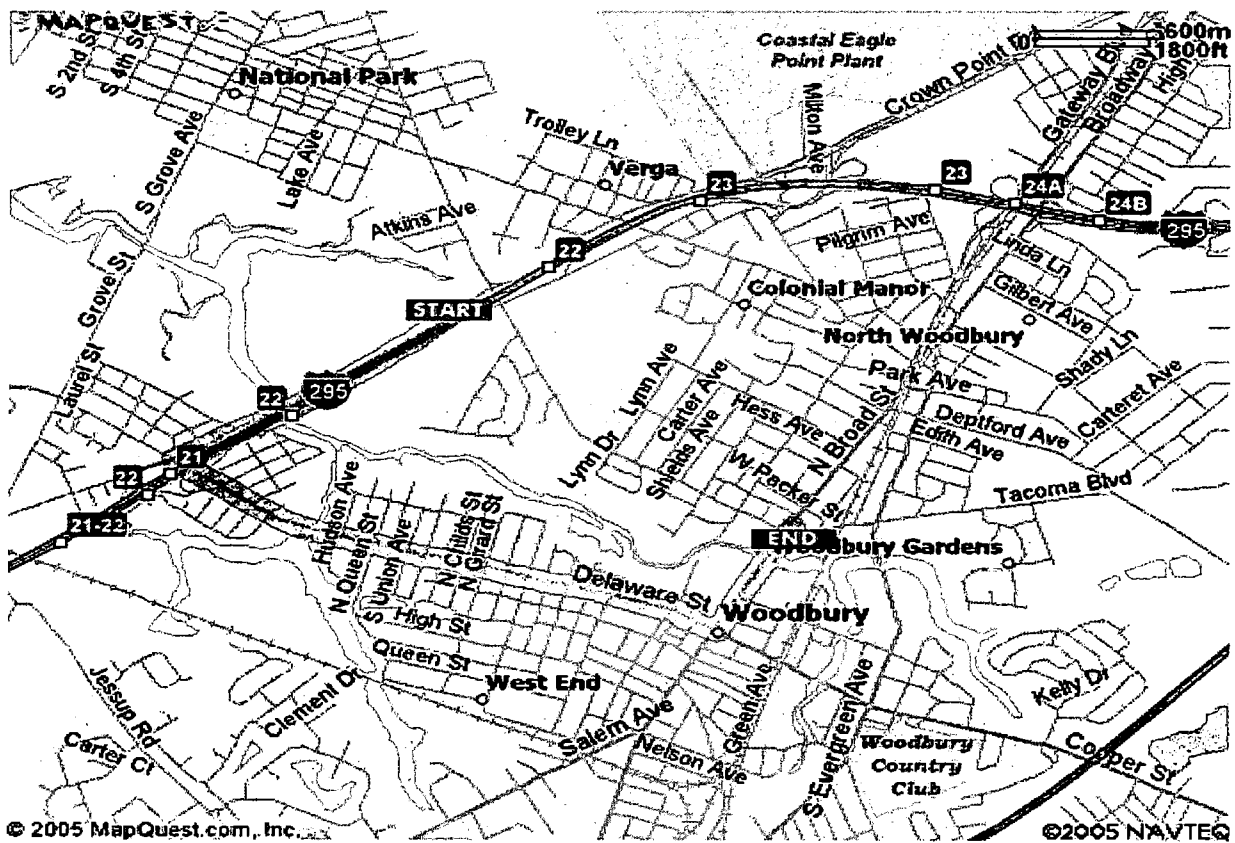 MAPQUEST
600m
1800ft
Coastal Eagle
Point Plant
Crown Point Rd
Gateway Blvd
Broadway
High
S 2nd St
S 4th St
National Park
Milton Ave
Trolley Ln
Verga
S Grove Ave
Lake Ave
Atkins Ave
23
23
24A
24B
295
22
Pilgrim Ave
Linda Ln
Grove St
START
Colonial Manor
Gilbert Ave
North Woodbury
Shady Ln
Laurel St
22
295
Lynn Ave
Carter Ave
Park Ave
Carteret Ave
Hess Ave
N Broad St
Deptford Ave
Edith Ave
Lynn Dr
Shields Ave
W Packer St
21
22
Tacoma Blvd
21-22
Hudson Ave
N Queen St
S Union Ave
N Childs St
N Girard St
END
Woodbury Gardens
Delaware St
Woodbury
High St
Queen St
West End
Jessup Rd
Clement Dr
Carter Ct
Salem Ave
Nelson Ave
Green Ave
S Evergreen Ave
Kelly Dr
Woodbury
Country
Club
Cooper St
© 2005 MapQuest.com, Inc.
©2005 NAVTEQ